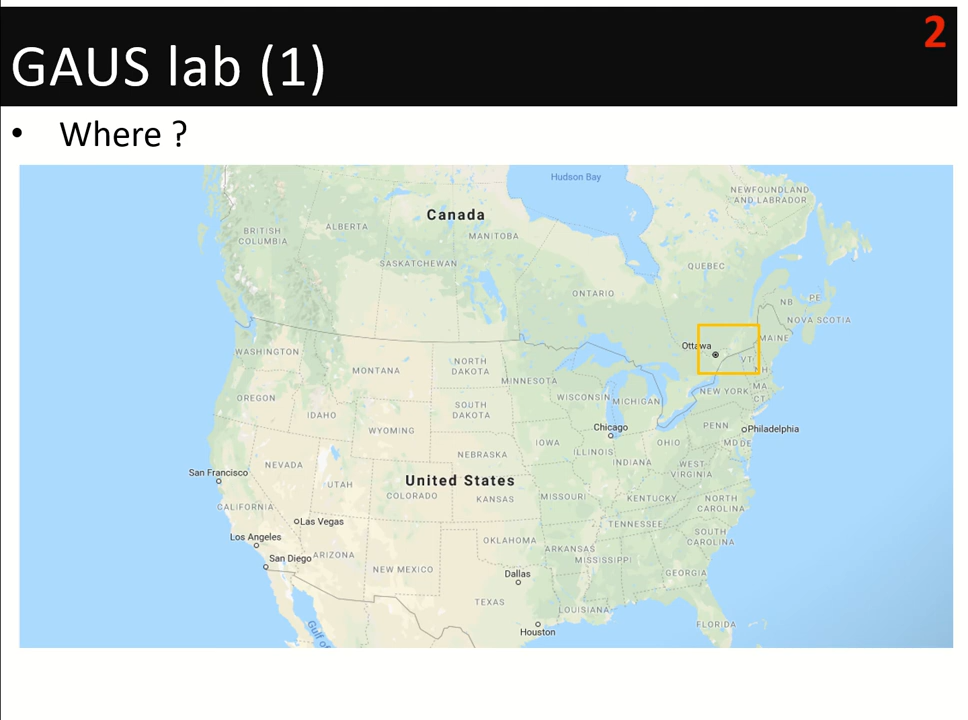 2
GAUS lab (1)
• Where ?
Hudson Bay
NEWFOUNDLAND
AND LABRADOR
Canada
BRITISH
COLUMBIA
ALBERTA
MANITOBA
SASKATCHEWAN
QUEBEC
ONTARIO
NB
PE
NOVA SCOTIA
Ottawa
MAINE
WASHINGTON
MONTANA
NORTH
DAKOTA
MINNESOTA
VT
NH
OREGON
IDAHO
SOUTH
DAKOTA
WISCONSIN
MICHIGAN
NEW YORK
MA
CT
WYOMING
Chicago
PENN
Philadelphia
IOWA
OHIO
MD
DE
NEBRASKA
ILLINOIS
INDIANA
San Francisco
NEVADA
UTAH
United States
COLORADO
KANSAS
MISSOURI
WEST
VIRGINIA
KENTUCKY
NORTH
CAROLINA
CALIFORNIA
Las Vegas
TENNESSEE
Los Angeles
OKLAHOMA
ARKANSAS
SOUTH
CAROLINA
San Diego
ARIZONA
NEW MEXICO
MISSISSIPPI
Dallas
GEORGIA
TEXAS
LOUISIANA
Houston
FLORIDA
Gulf of